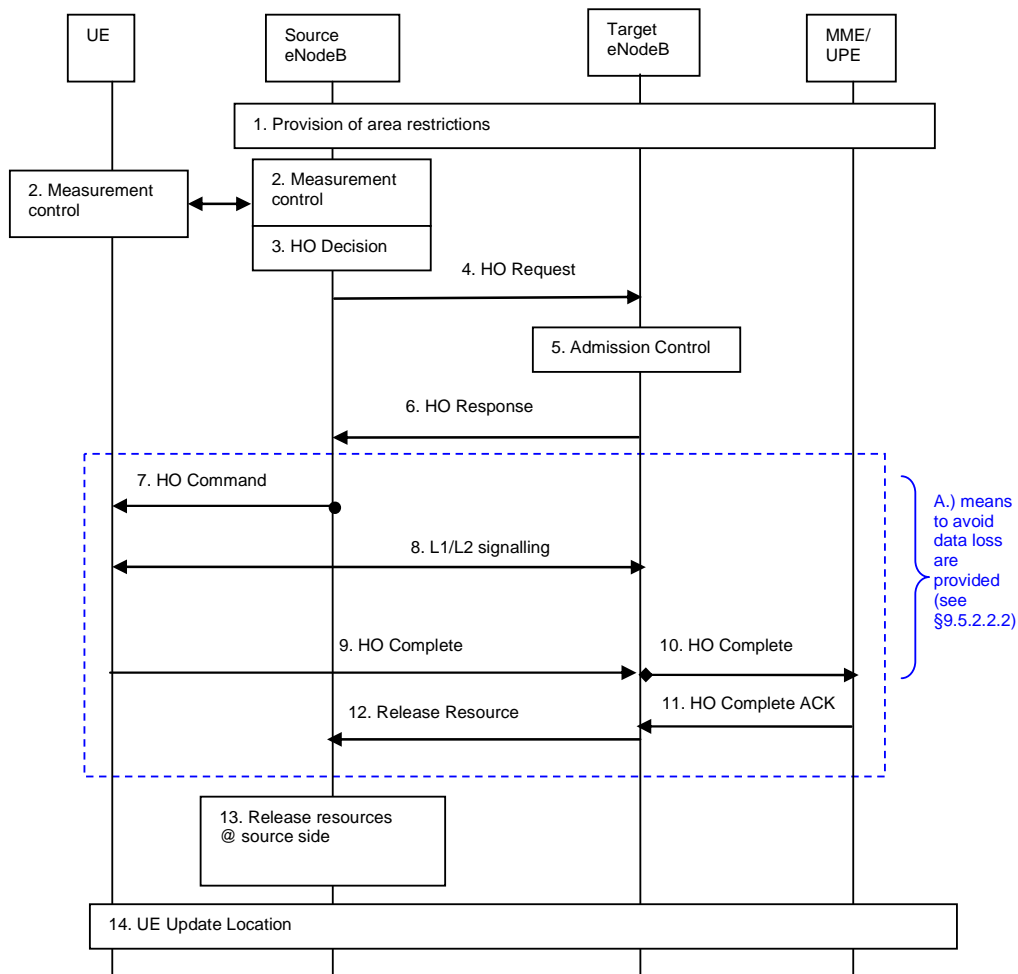 UE
Source
eNodeB
Target
eNodeB
MME/
UPE
1. Provision of area restrictions
2. Measurement
control
2. Measurement
control
3. HO Decision
4. HO Request
5. Admission Control
6. HO Response
7. HO Command
A.) means
to avoid
data loss
are
provided
(see
§9.5.2.2.2)
8. L1/L2 signalling
9. HO Complete
10. HO Complete
11. HO Complete ACK
12. Release Resource
13. Release resources
@ source side
14. UE Update Location